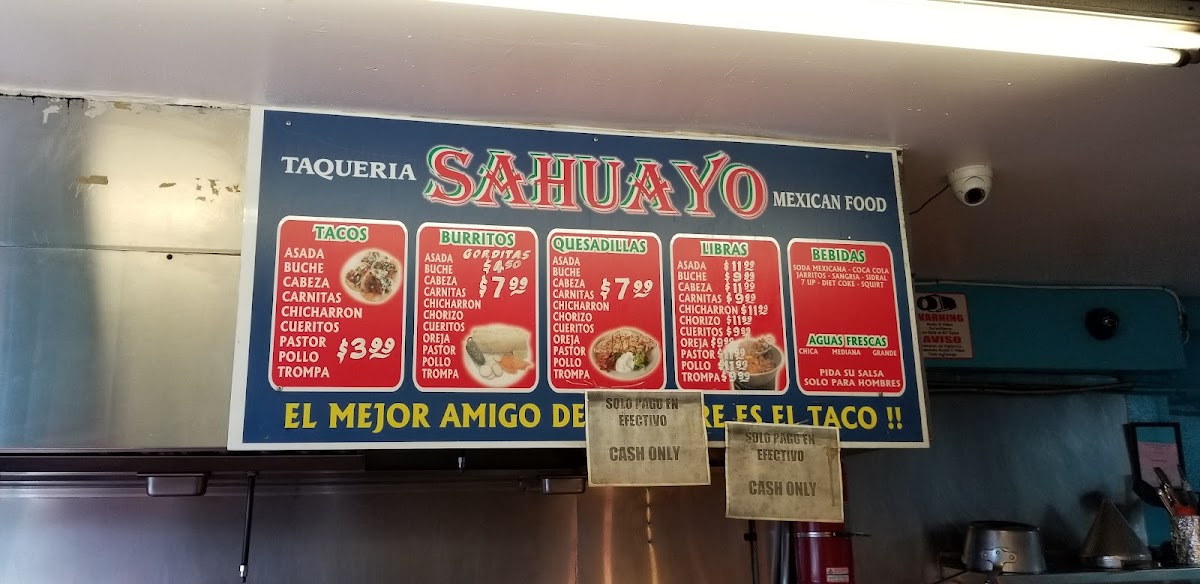 TAQUERIA SAHUAYO MEXICAN FOOD
TACOS
ASADA
BUCHE
CABEZA
CARNITAS
CHICHARRON
CUERITOS
PASTOR
POLLO
TROMPA
$3.99
BURRITOS
GORDITAS
$4.50
ASADA
BUCHE
CABEZA
CARNITAS
CHICHARRON
CHORIZO
CUERITOS
OREJA
PASTOR
POLLO
TROMPA
$7.99
QUESADILLAS
ASADA
BUCHE
CABEZA
CARNITAS
CHICHARRON
CHORIZO
CUERITOS
OREJA
PASTOR
POLLO
TROMPA
$7.99
LIBRAS
ASADA $11.99
BUCHE $9.99
CABEZA $11.99
CARNITAS $9.99
CHICHARRON $11.99
CHORIZO $11.99
CUERITOS $9.99
OREJA $9.99
PASTOR $11.99
POLLO $11.99
TROMPA $9.99
BEBIDAS
SODA MEXICANA - COCA COLA
JARRITOS - SANGRIA - SIDRAL
7 UP - DIET COKE - SQUIRT
AGUAS FRESCAS
CHICA MEDIANA GRANDE
PIDA SU SALSA
SOLO PARA HOMBRES
EL MEJOR AMIGO DE RE ES EL TACO !!
SOLO PAGO EN
EFECTIVO
CASH ONLY
SOLO PAGO EN
EFECTIVO
CASH ONLY
WARNING
AVISO